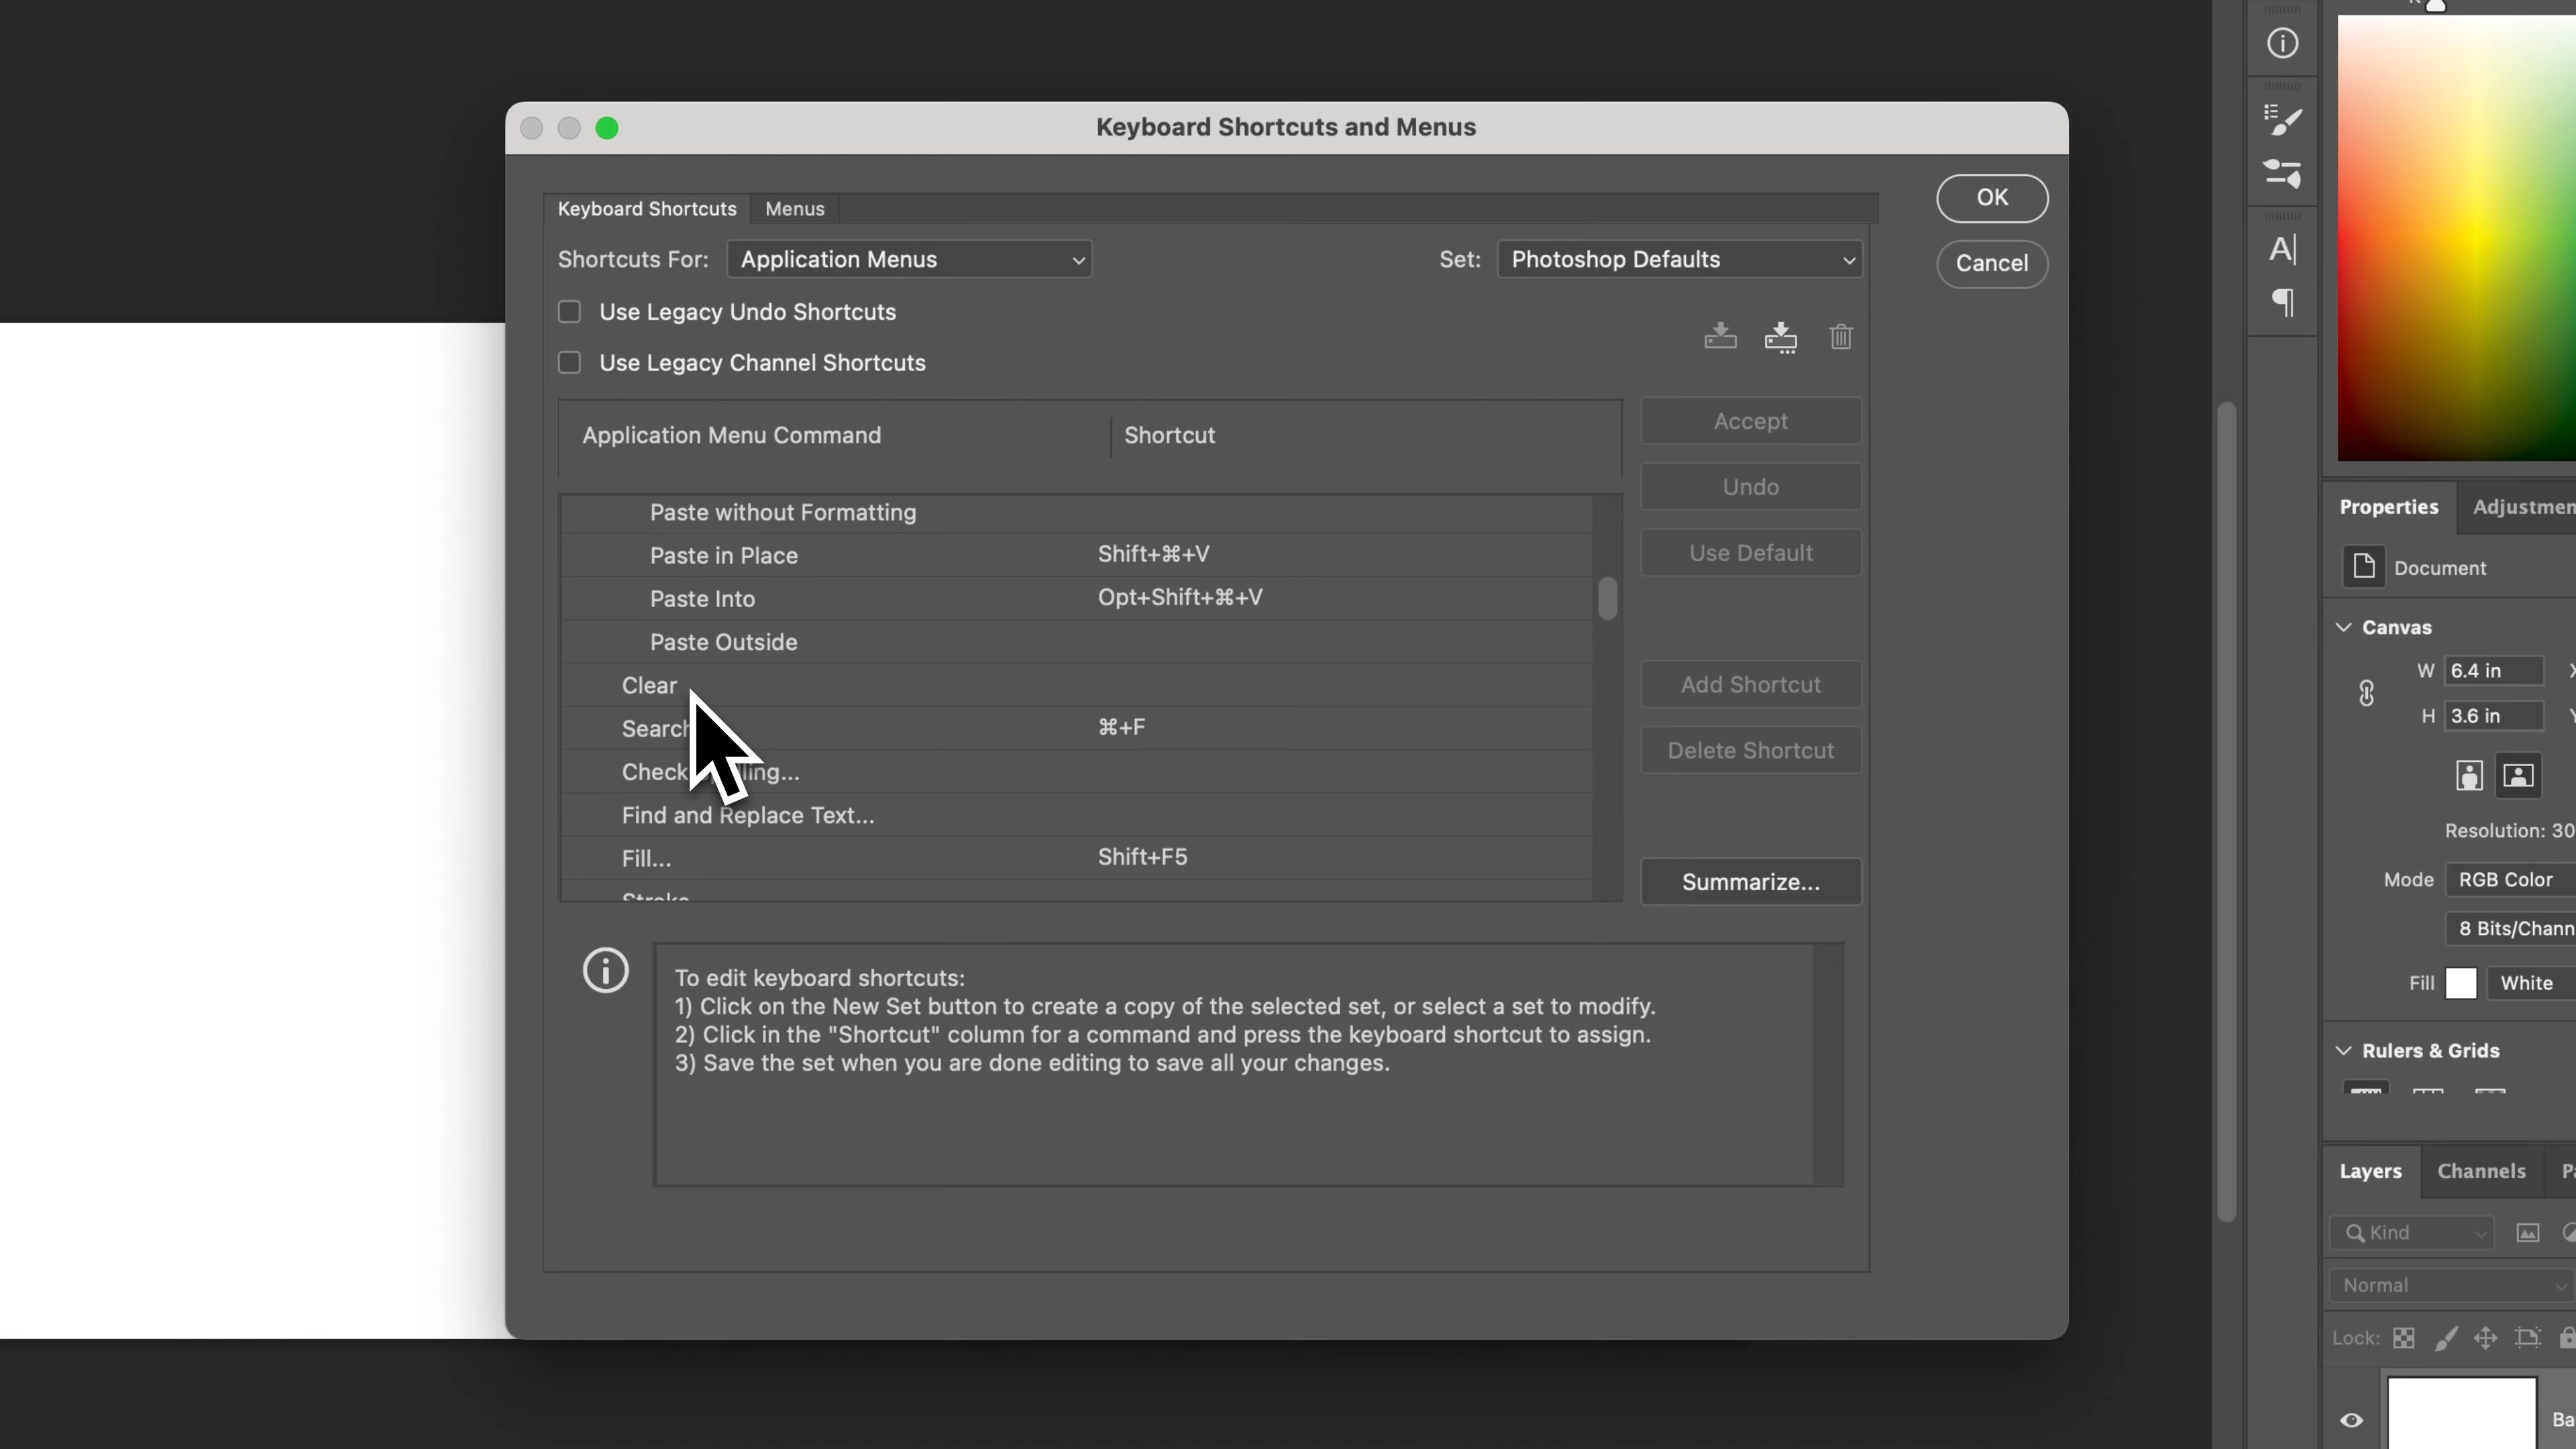 Keyboard Shortcuts and Menus
Keyboard Shortcuts
Menus
OK
Shortcuts For:
Application Menus
Set:
Photoshop Defaults
Cancel
Use Legacy Undo Shortcuts
Use Legacy Channel Shortcuts
Application Menu Command
Shortcut
Accept
Undo
Use Default
Add Shortcut
Delete Shortcut
Summarize...
Paste without Formatting
Paste in Place Shift+⌘+V
Paste Into Opt+Shift+⌘+V
Paste Outside
Clear
Search ⌘+F
Check
Find and Replace Text...
Fill... Shift+F5
To edit keyboard shortcuts:
1) Click on the New Set button to create a copy of the selected set, or select a set to modify.
2) Click in the "Shortcut" column for a command and press the keyboard shortcut to assign.
3) Save the set when you are done editing to save all your changes.
Properties
Document
Canvas
W 6.4 in
H 3.6 in
Resolution: 30
Mode RGB Color
8 Bits/Chann
Fill White
Rulers & Grids
Layers Channels
Kind
Normal
Lock: